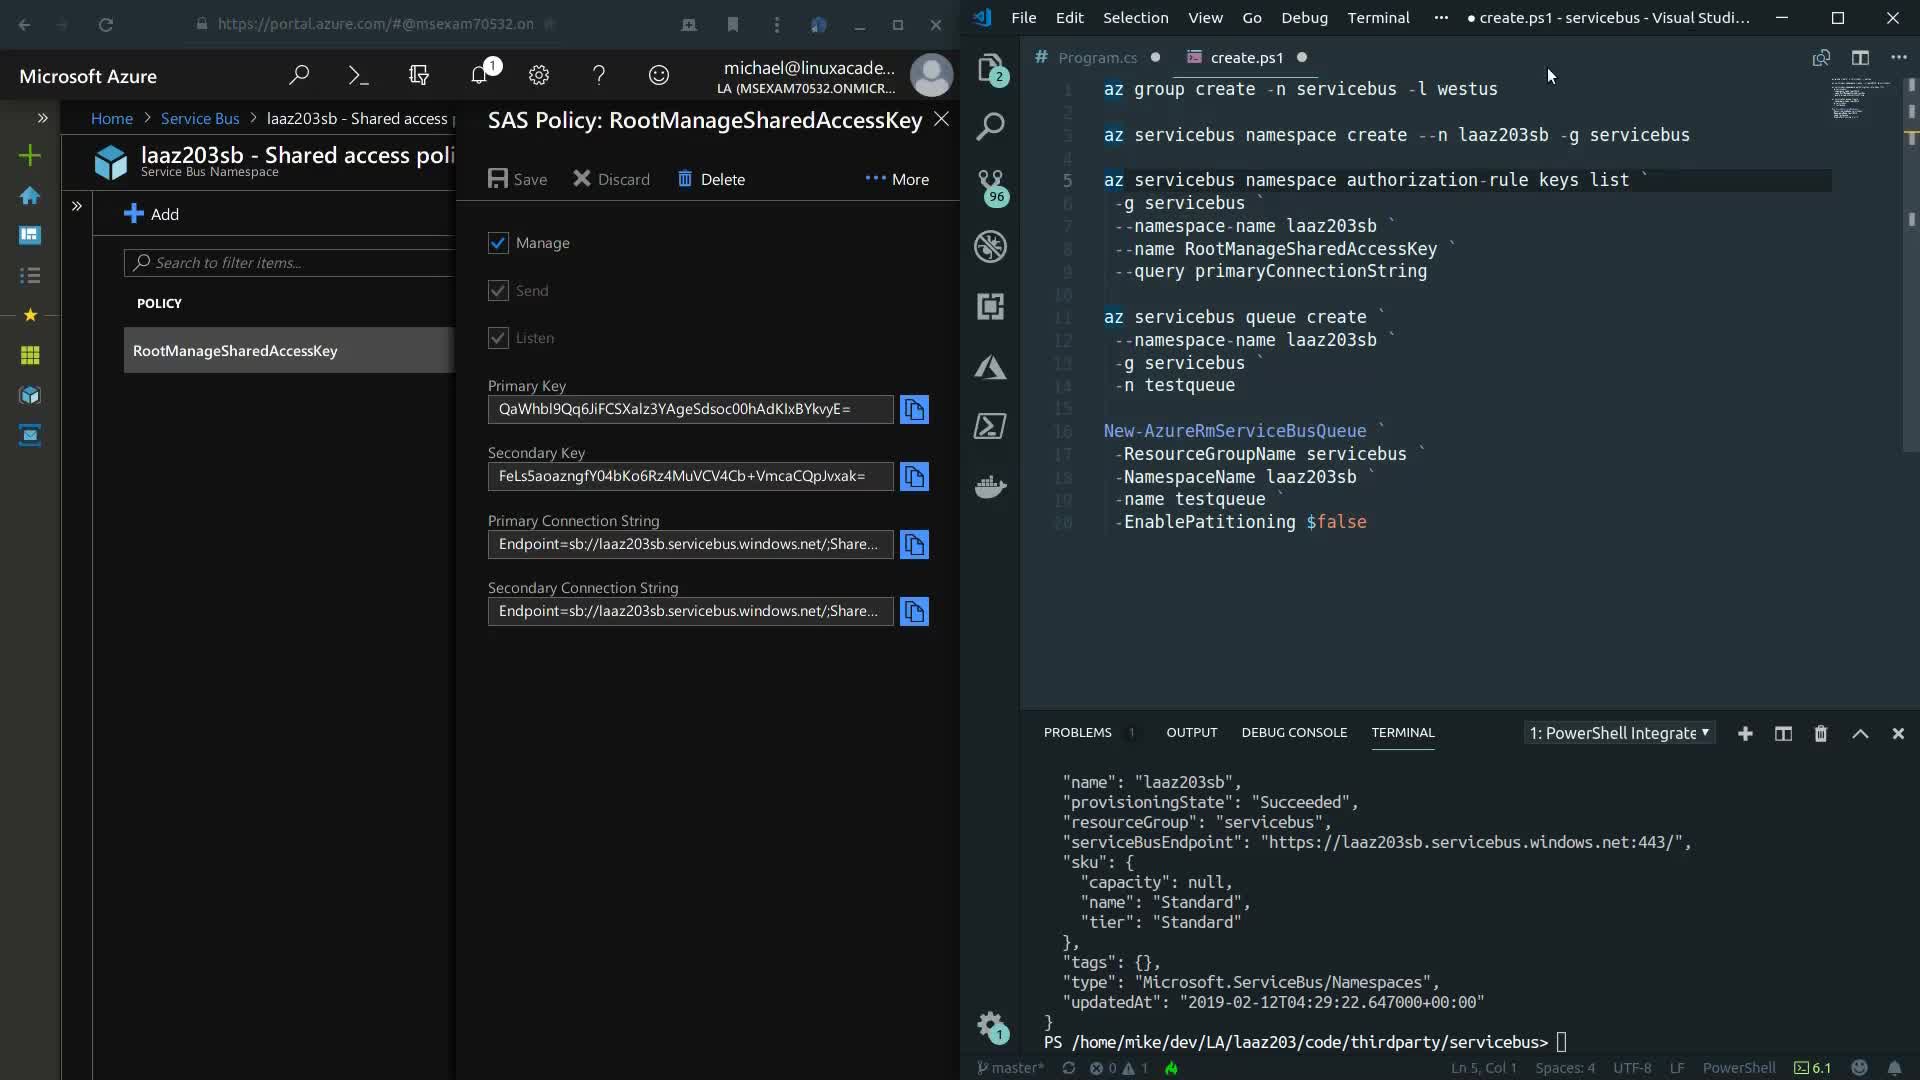 https://portal.azure.com/#@msexam70532.on
Microsoft Azure
1
michael@linuxacade...
LA (MSEXAM70532.ONMICR...
Home > Service Bus > laaz203sb - Shared access p
laaz203sb - Shared access poli
Service Bus Namespace
Add
Search to filter items...
POLICY
RootManageSharedAccessKey
SAS Policy: RootManageSharedAccessKey
Save
Discard
Delete
More
Manage
Send
Listen
Primary Key
QaWhbI9Qq6JiFCSXalz3YAgeSdsoc00hAdKIxBYkvyE=
Secondary Key
FeLs5aoazngfY04bKo6Rz4MuVCV4Cb+VmcaCQpJvxak=
Primary Connection String
Endpoint=sb://laaz203sb.servicebus.windows.net/;Share...
Secondary Connection String
Endpoint=sb://laaz203sb.servicebus.windows.net/;Share...
File Edit Selection View Go Debug Terminal ··· ● create.ps1 - servicebus - Visual Studi...
# Program.cs ●
create.ps1 ●
2
96
1
1 az group create -n servicebus -l westus
2
3 az servicebus namespace create --n laaz203sb -g servicebus
4
5 az servicebus namespace authorization-rule keys list `
6 -g servicebus `
7 --namespace-name laaz203sb `
8 --name RootManageSharedAccessKey `
9 --query primaryConnectionString
10
11 az servicebus queue create `
12 --namespace-name laaz203sb `
13 -g servicebus `
14 -n testqueue
15
16 New-AzureRmServiceBusQueue `
17 -ResourceGroupName servicebus `
18 -NamespaceName laaz203sb `
19 -name testqueue `
20 -EnablePatitioning $false
PROBLEMS 1 OUTPUT DEBUG CONSOLE TERMINAL 1: PowerShell Integrate
"name": "laaz203sb",
"provisioningState": "Succeeded",
"resourceGroup": "servicebus",
"serviceBusEndpoint": "https://laaz203sb.servicebus.windows.net:443/",
"sku": {
"capacity": null,
"name": "Standard",
"tier": "Standard"
},
"tags": {},
"type": "Microsoft.ServiceBus/Namespaces",
"updatedAt": "2019-02-12T04:29:22.647000+00:00"
}
PS /home/mike/dev/LA/laaz203/code/thirdparty/servicebus>
master* 0 1 Ln 5, Col 1 Spaces: 4 UTF-8 LF PowerShell 6.1